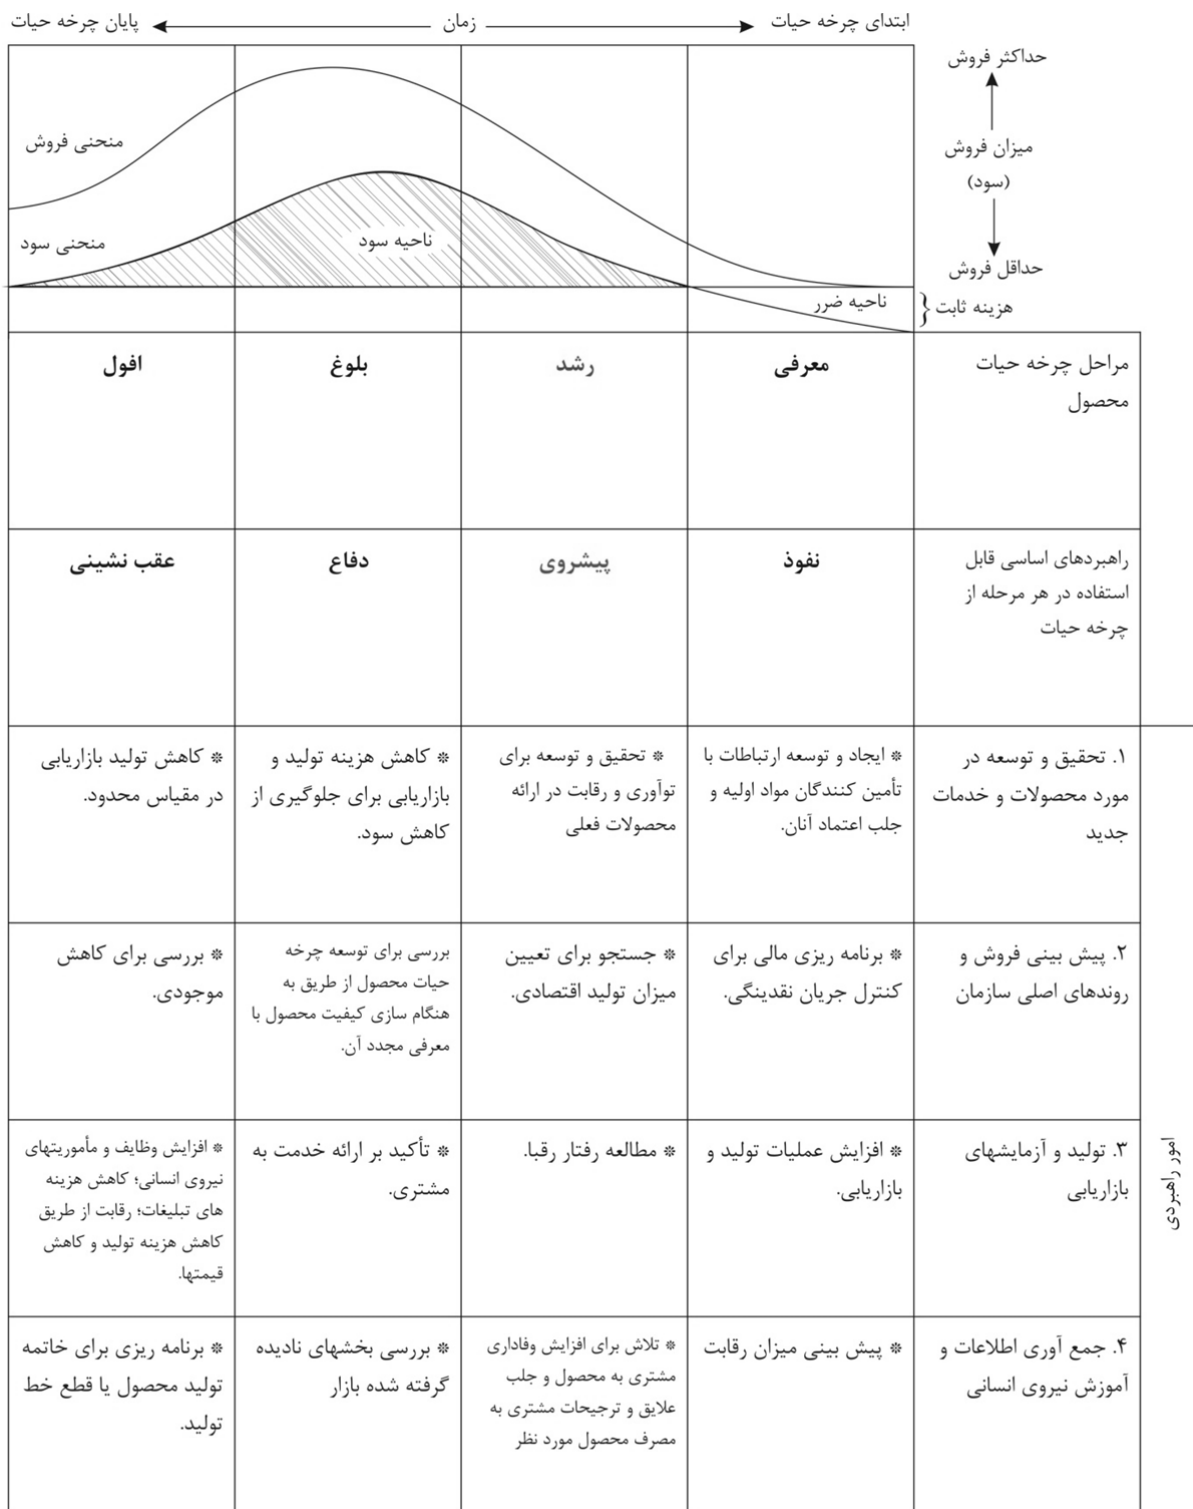 ابتدای چرخه حیات
زمان
پایان چرخه حیات
حداکثر فروش
میزان فروش
(سود)
حداقل فروش
هزینه ثابت
منحنی فروش
منحنی سود
ناحیه سود
ناحیه ضرر
مراحل چرخه حیات
محصول
معرفی
رشد
بلوغ
افول
راهبردهای اساسی قابل
استفاده در هر مرحله از
چرخه حیات
نفوذ
پیشروی
دفاع
عقب نشینی
امور راهبردی
۱. تحقیق و توسعه در
مورد محصولات و خدمات
جدید
* ایجاد و توسعه ارتباطات با
تأمین کنندگان مواد اولیه و
جلب اعتماد آنان.
* تحقیق و توسعه برای
توآوری و رقابت در ارائه
محصولات فعلی
* کاهش هزینه تولید و
بازاریابی برای جلوگیری از
کاهش سود.
* کاهش تولید بازاریابی
در مقیاس محدود.
۲. پیش بینی فروش و
روندهای اصلی سازمان
* برنامه ریزی مالی برای
کنترل جریان نقدینگی.
* جستجو برای تعیین
میزان تولید اقتصادی.
بررسی برای توسعه چرخه
حیات محصول از طریق به
هنگام سازی کیفیت محصول با
معرفی مجدد آن.
* بررسی برای کاهش
موجودی.
۳. تولید و آزمایشهای
بازاریابی
* افزایش عملیات تولید و
بازاریابی.
* مطالعه رفتار رقبا.
* تأکید بر ارائه خدمت به
مشتری.
* افزایش وظایف و مأموریتهای
نیروی انسانی؛ کاهش هزینه
های تبلیغات؛ رقابت از طریق
کاهش هزینه تولید و کاهش
قیمتها.
۴. جمع آوری اطلاعات و
آموزش نیروی انسانی
* پیش بینی میزان رقابت
* تلاش برای افزایش وفاداری
مشتری به محصول و جلب
علایق و ترجیحات مشتری به
مصرف محصول مورد نظر
* بررسی بخشهای نادیده
گرفته شده بازار
* برنامه ریزی برای خاتمه
تولید محصول یا قطع خط
تولید.